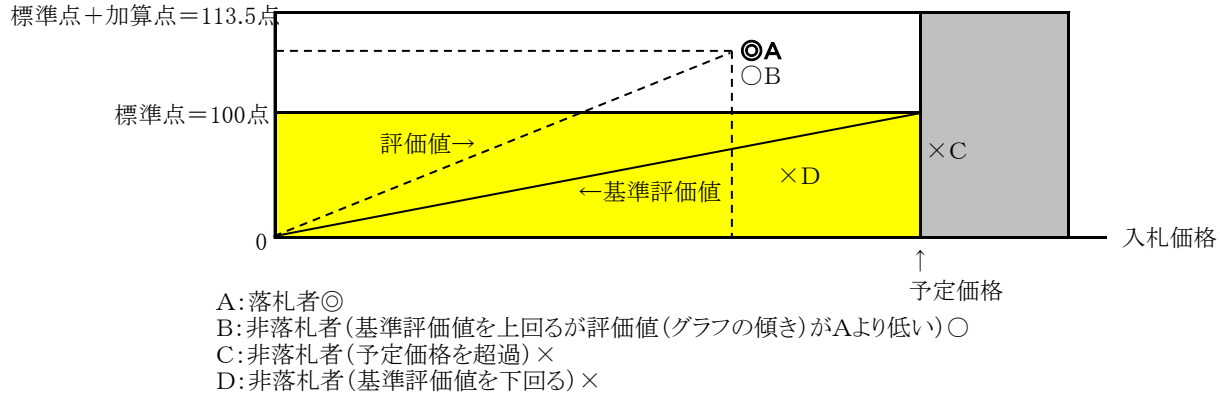 標準点+加算点=113.5点
◎A
○B
標準点=100点
評価値→
×C
×D
←基準評価値
0
入札価格
↑
予定価格
A:落札者◎
B:非落札者(基準評価値を上回るが評価値(グラフの傾き)がAより低い)○
C:非落札者(予定価格を超過)×
D:非落札者(基準評価値を下回る)×